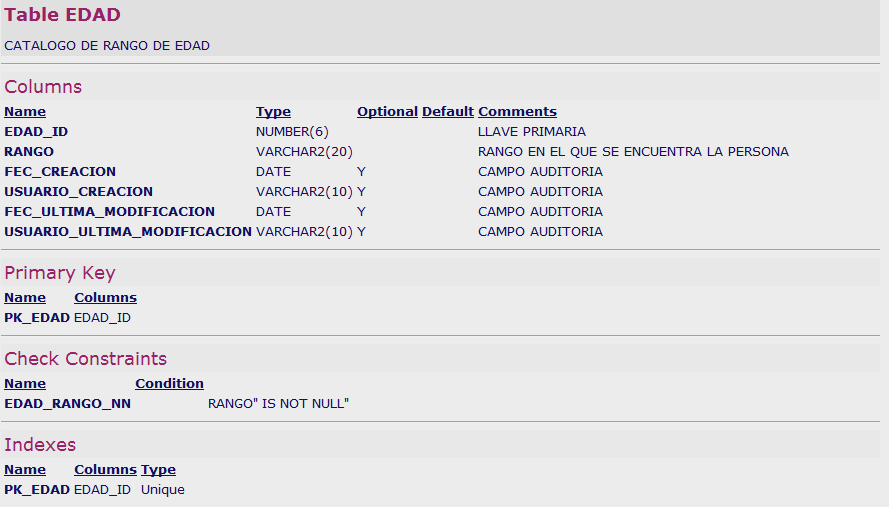 Table EDAD
CATALOGO DE RANGO DE EDAD
Columns
Name Type Optional Default Comments
EDAD_ID NUMBER(6) LLAVE PRIMARIA
RANGO VARCHAR2(20) RANGO EN EL QUE SE ENCUENTRA LA PERSONA
FEC_CREACION DATE Y CAMPO AUDITORIA
USUARIO_CREACION VARCHAR2(10) Y CAMPO AUDITORIA
FEC_ULTIMA_MODIFICACION DATE Y CAMPO AUDITORIA
USUARIO_ULTIMA_MODIFICACION VARCHAR2(10) Y CAMPO AUDITORIA
Primary Key
Name Columns
PK_EDAD EDAD_ID
Check Constraints
Name Condition
EDAD_RANGO_NN RANGO" IS NOT NULL"
Indexes
Name Columns Type
PK_EDAD EDAD_ID Unique